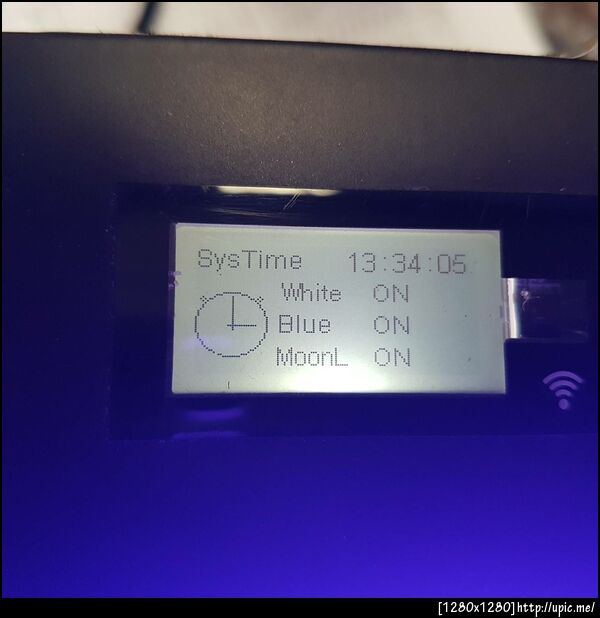 SysTime 13:34:05
White ON
Blue ON
MoonL ON
[1280x1280]http://upic.me/